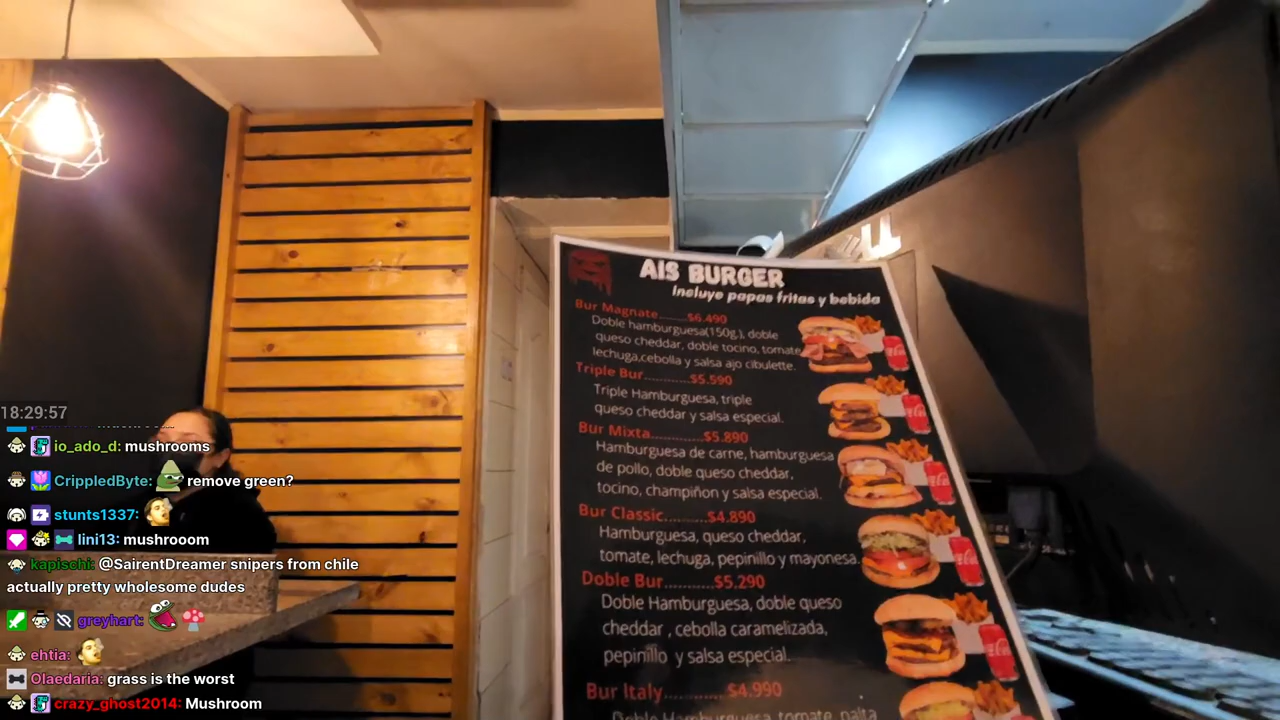 AIS BURGER
Incluye papas fritas y bebida
Bur Magnate........$6.490
Doble hamburguesa(150g,), doble
queso cheddar, doble tocino, tomate
lechuga,cebolla y salsa ajo cibulette.
Triple Bur............$5.590
Triple Hamburguesa, triple
queso cheddar y salsa especial.
Bur Mixta............$5.890
Hamburguesa de carne, hamburguesa
de pollo, doble queso cheddar,
tocino, champiñon y salsa especial.
Bur Classic..........$4.890
Hamburguesa, queso cheddar,
tomate, lechuga, pepinillo y mayonesa.
Doble Bur...........$5.290
Doble Hamburguesa, doble queso
cheddar , cebolla caramelizada,
pepinillo y salsa especial.
Bur Italy..............$4.990
Doble Hamburguesa, tomate, palta
18:29:57
io_ado_d: mushrooms
CrippledByte: remove green?
stunts1337:
lini13: mushrooom
kapischi: @SairentDreamer snipers from chile
actually pretty wholesome dudes
greyhart:
ehtia:
Olaedaria: grass is the worst
crazy_ghost2014: Mushroom